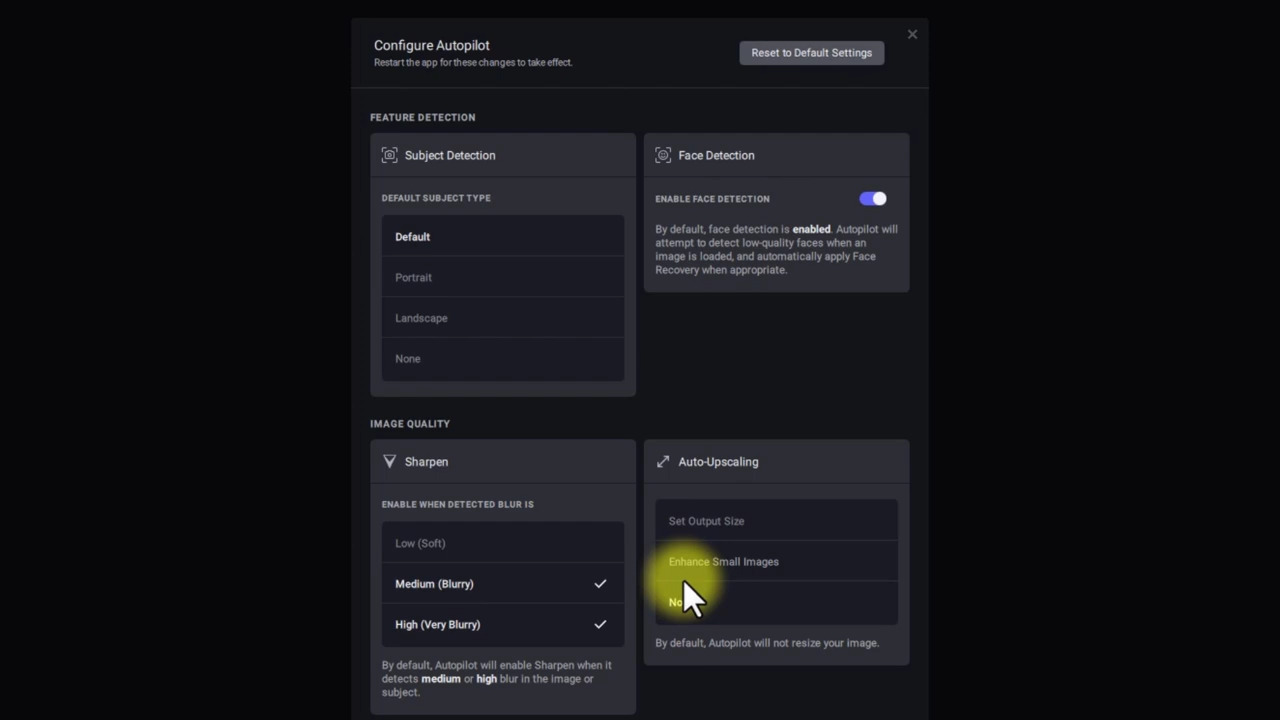 Configure Autopilot
Restart the app for these changes to take effect.
Reset to Default Settings
FEATURE DETECTION
Subject Detection
DEFAULT SUBJECT TYPE
Default
Portrait
Landscape
None
Face Detection
ENABLE FACE DETECTION
By default, face detection is enabled. Autopilot will
attempt to detect low-quality faces when an
image is loaded, and automatically apply Face
Recovery when appropriate.
IMAGE QUALITY
Sharpen
ENABLE WHEN DETECTED BLUR IS
Low (Soft)
Medium (Blurry)
High (Very Blurry)
By default, Autopilot will enable Sharpen when it
detects medium or high blur in the image or
subject.
Auto-Upscaling
Set Output Size
Enhance Small Images
By default, Autopilot will not resize your image.